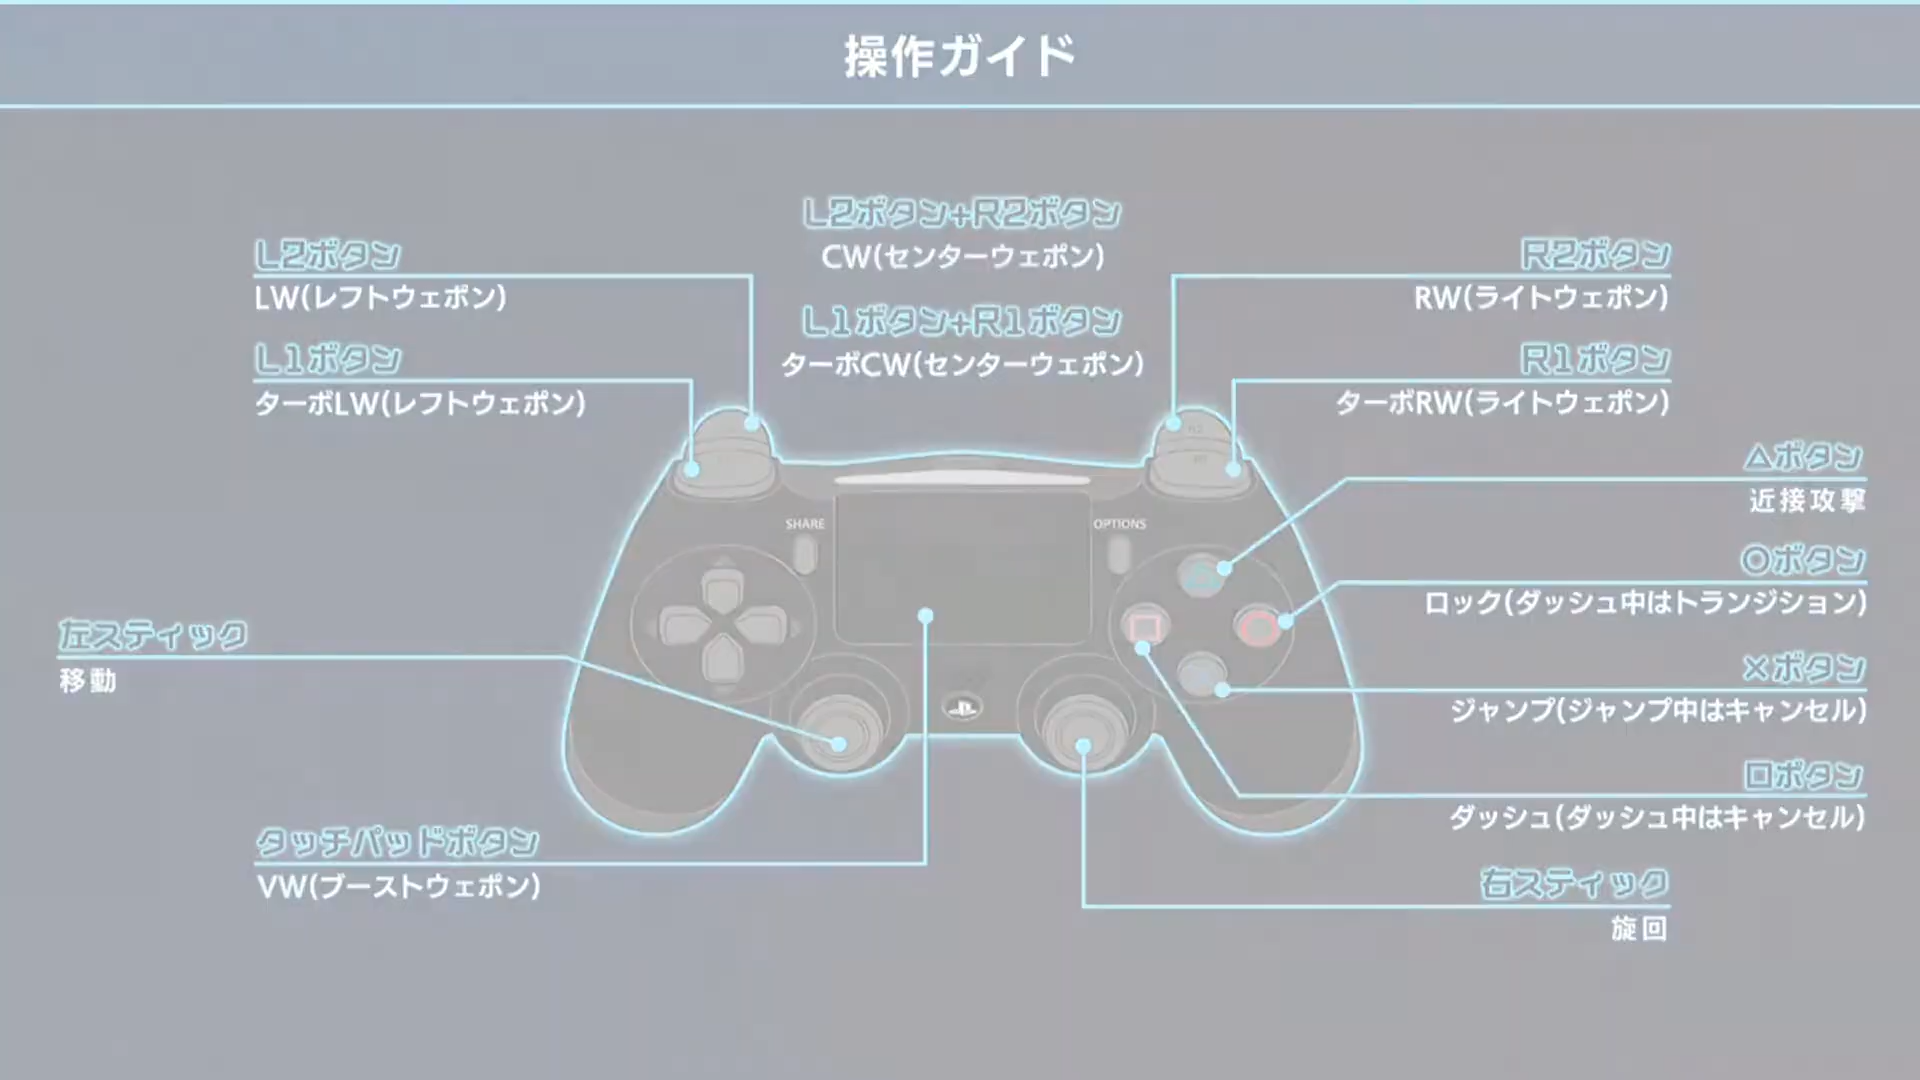 操作ガイド
L2ボタン+R2ボタン
CW(センターウェポン)
L1ボタン+R1ボタン
ターボCW(センターウェポン)
L2ボタン
LW(レフトウェポン)
L1ボタン
ターボLW(レフトウェポン)
R2ボタン
RW(ライトウェポン)
R1ボタン
ターボRW(ライトウェポン)
SHARE
OPTIONS
△ボタン
近接攻撃
○ボタン
ロック(ダッシュ中はトランジション)
×ボタン
ジャンプ(ジャンプ中はキャンセル)
□ボタン
ダッシュ(ダッシュ中はキャンセル)
左スティック
移動
タッチパッドボタン
VW(ブーストウェポン)
右スティック
旋回